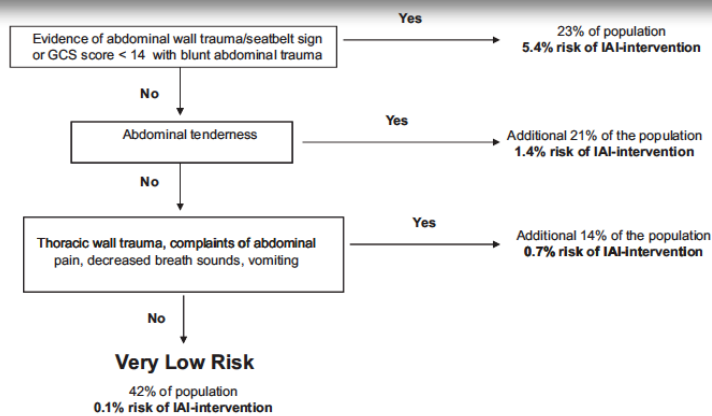 Evidence of abdominal wall trauma/seatbelt sign
or GCS score < 14 with blunt abdominal trauma
Yes
23% of population
5.4% risk of IAI-intervention
No
Abdominal tenderness
Yes
Additional 21% of the population
1.4% risk of IAI-intervention
No
Thoracic wall trauma, complaints of abdominal
pain, decreased breath sounds, vomiting
Yes
Additional 14% of the population
0.7% risk of IAI-intervention
No
Very Low Risk
42% of population
0.1% risk of IAI-intervention